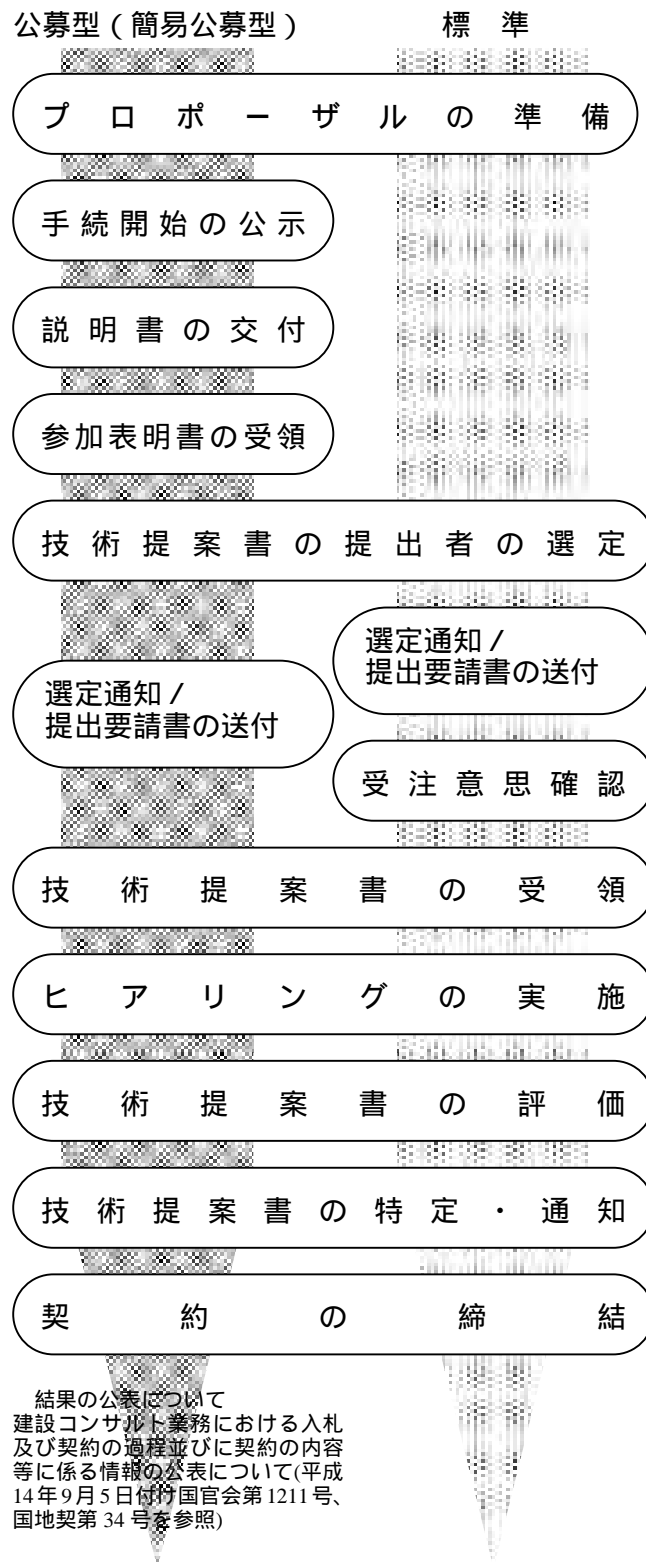 公募型(簡易公募型)
標準
プロポーザルの準備
手続開始の公示
説明書の交付
参加表明書の受領
技術提案書の提出者の選定
選定通知/
提出要請書の送付
選定通知/
提出要請書の送付
受注意思確認
技術提案書の受領
ヒアリングの実施
技術提案書の評価
技術提案書の特定・通知
契約の締結
結果の公表について
建設コンサルト業務における入札
及び契約の過程並びに契約の内容
等に係る情報の公表について(平成
14年9月5日付け国官会第1211号、
国地契第34号を参照)